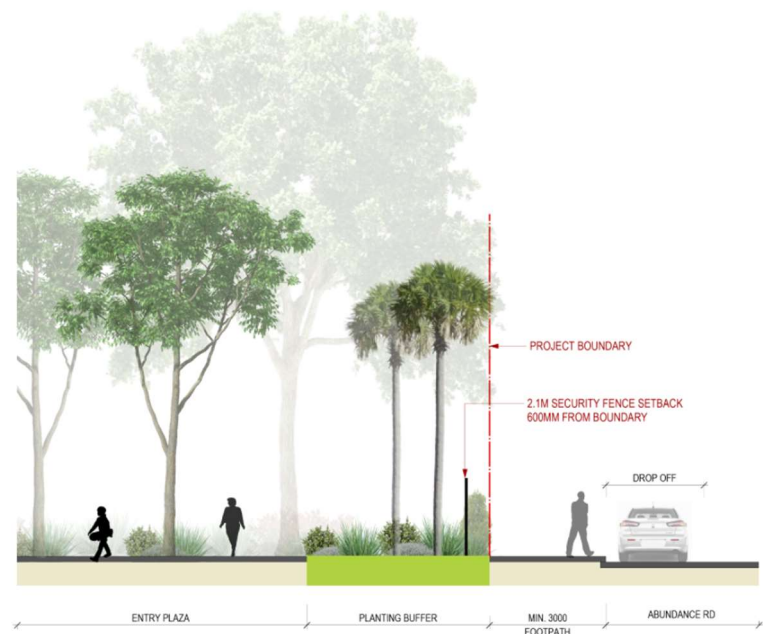 PROJECT BOUNDARY
2.1M SECURITY FENCE SETBACK
600MM FROM BOUNDARY
DROP OFF
ENTRY PLAZA
PLANTING BUFFER
MIN. 3000
FOOTPATH
ABUNDANCE RD